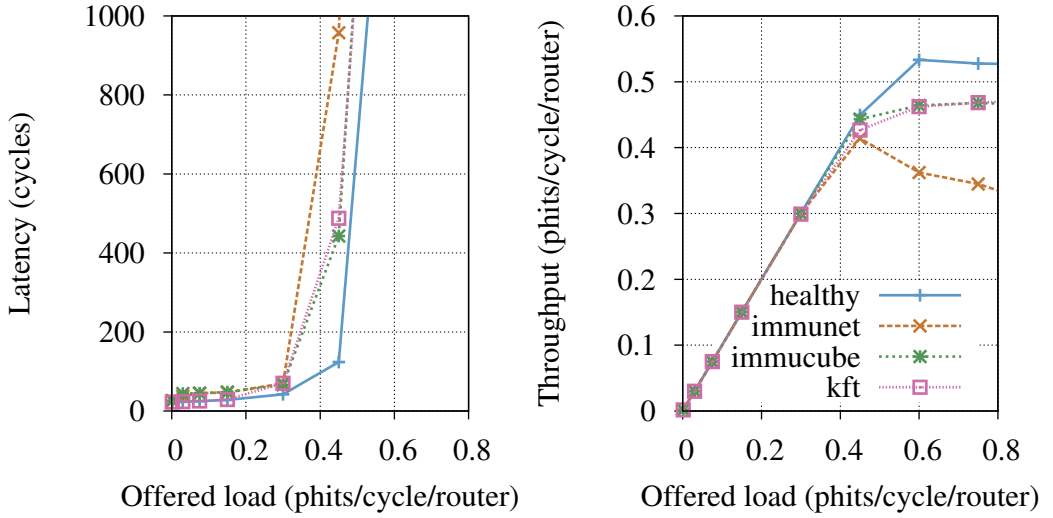 1000
800
600
400
200
0
0
0.2
0.4
0.6
0.8
Latency (cycles)
Offered load (phits/cycle/router)
0.6
0.5
0.4
0.3
0.2
0.1
0
0
0.2
0.4
0.6
0.8
Throughput (phits/cycle/router)
Offered load (phits/cycle/router)
healthy
immunet
immucube
kft